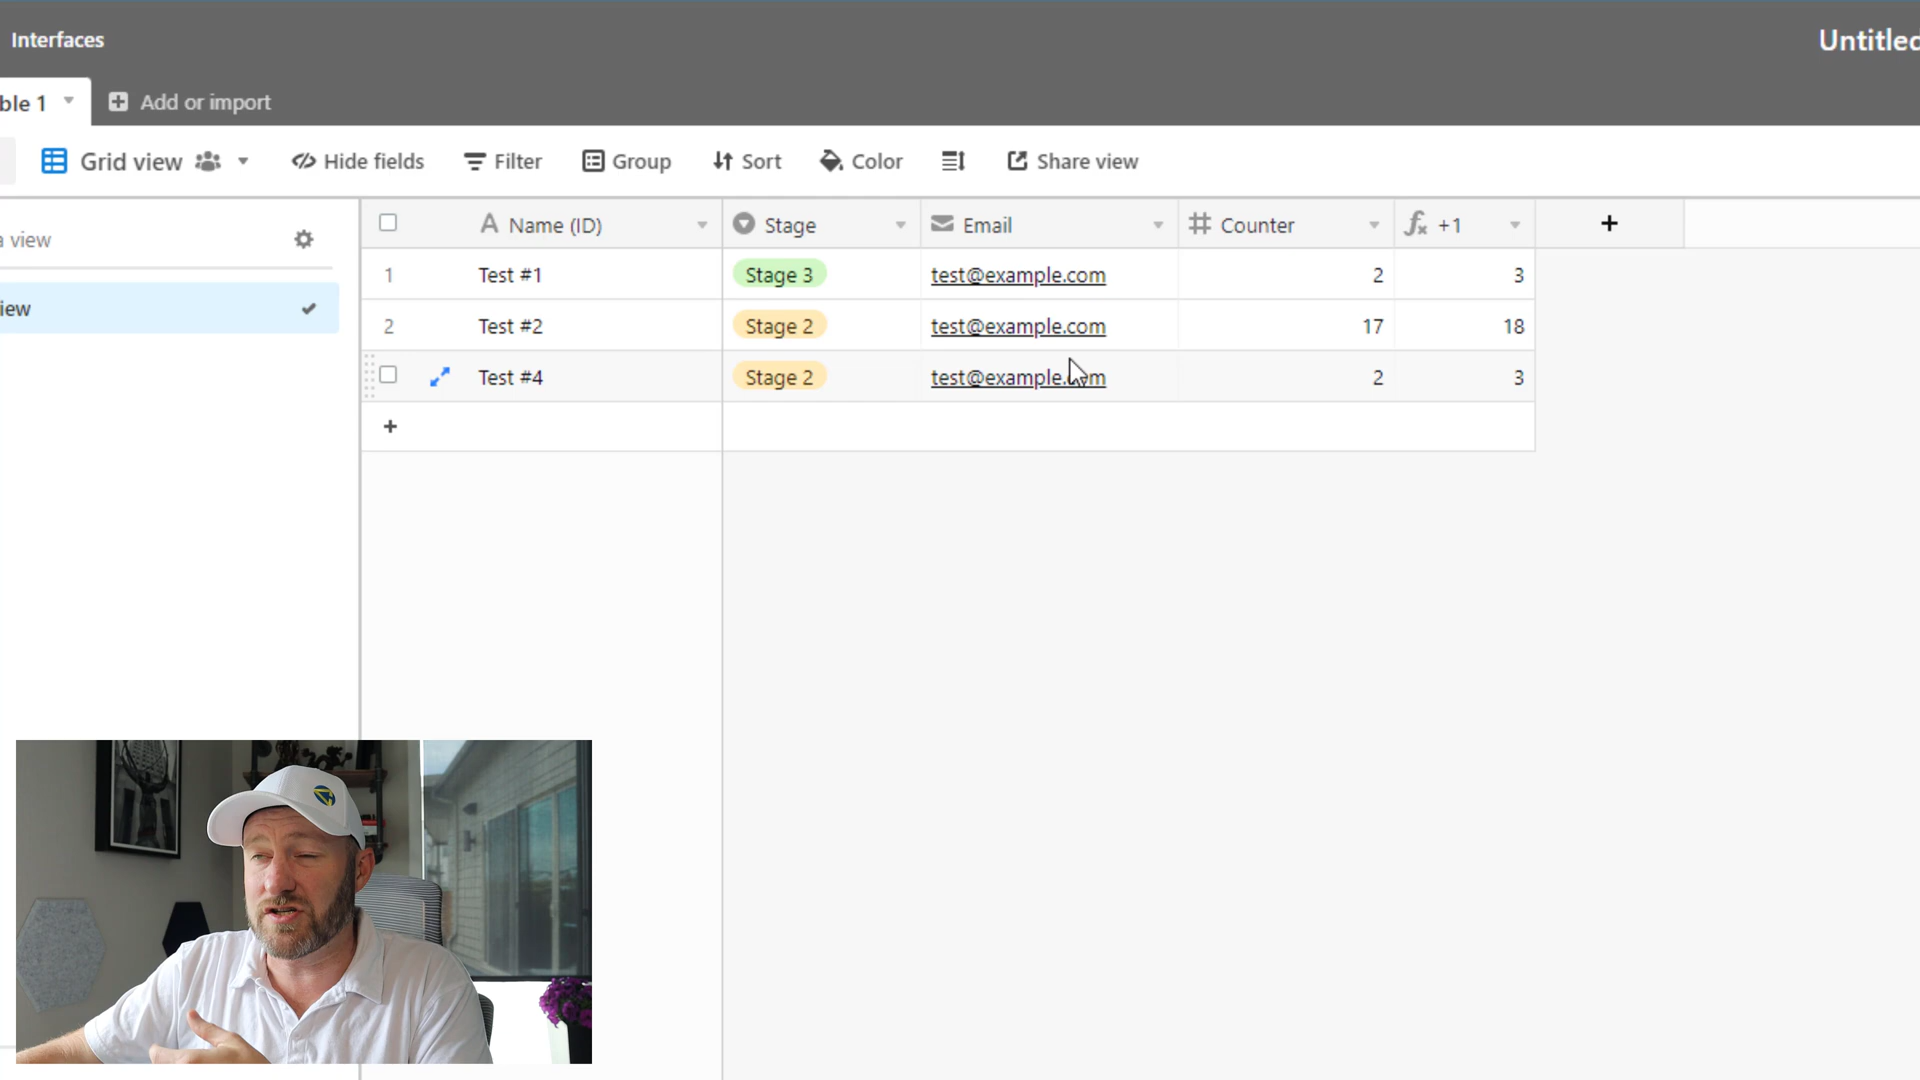 Interfaces
Untitled
ble 1 Add or import
Grid view Hide fields Filter Group Sort Color Share view
a view
iew
Name (ID) Stage Email Counter +1
1 Test #1 Stage 3 test@example.com 2 3
2 Test #2 Stage 2 test@example.com 17 18
Test #4 Stage 2 test@example.com 2 3
+